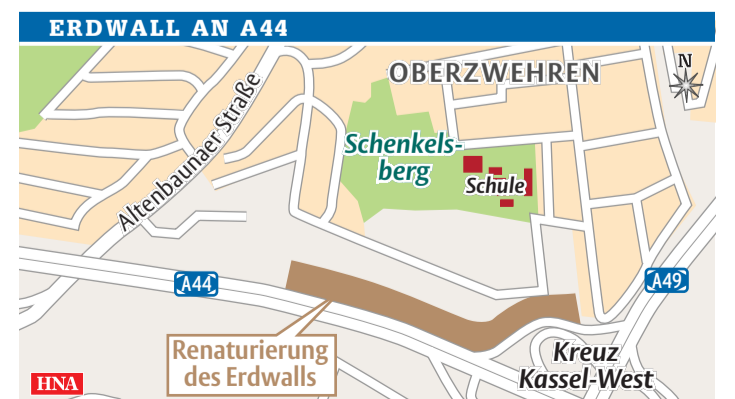 ERDWALL AN A44
OBERZWEHREN
N
Altenbaunaer Straße
Schenkels-
berg
Schule
A44
A49
Renaturierung
des Erdwalls
Kreuz
Kassel-West
HNA